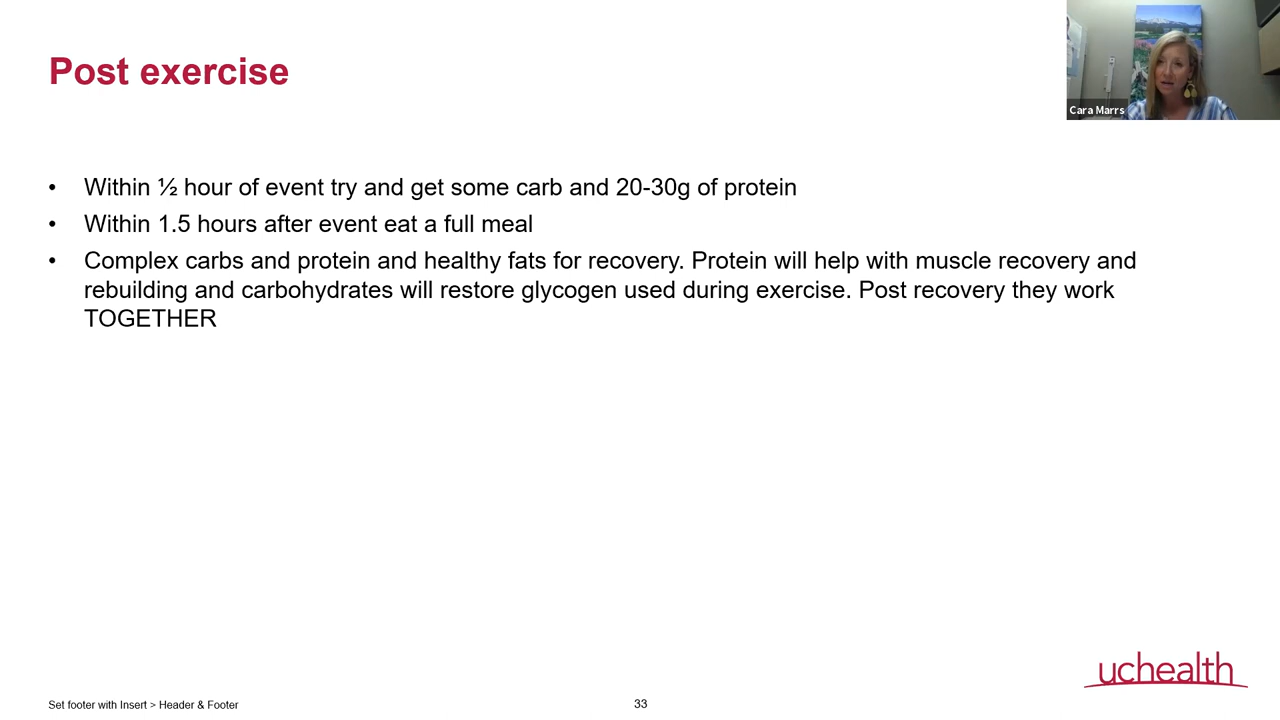 Post exercise
Cara Marrs
• Within ½ hour of event try and get some carb and 20-30g of protein
• Within 1.5 hours after event eat a full meal
• Complex carbs and protein and healthy fats for recovery. Protein will help with muscle recovery and
rebuilding and carbohydrates will restore glycogen used during exercise. Post recovery they work
TOGETHER
uchealth
Set footer with Insert > Header & Footer
33